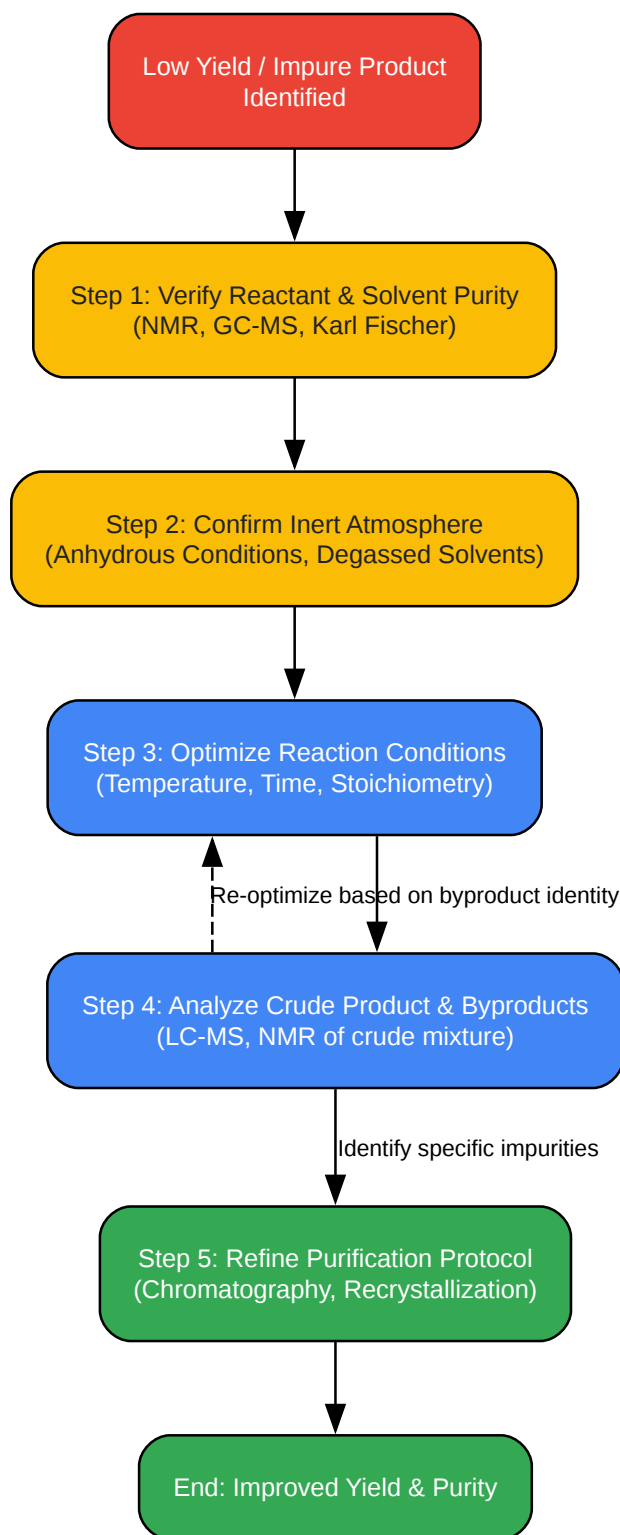 Low Yield / Impure Product
Identified
Step 1: Verify Reactant & Solvent Purity
(NMR, GC-MS, Karl Fischer)
Step 2: Confirm Inert Atmosphere
(Anhydrous Conditions, Degassed Solvents)
Step 3: Optimize Reaction Conditions
(Temperature, Time, Stoichiometry)
Re-optimize based on byproduct identity
Step 4: Analyze Crude Product & Byproducts
(LC-MS, NMR of crude mixture)
Identify specific impurities
Step 5: Refine Purification Protocol
(Chromatography, Recrystallization)
End: Improved Yield & Purity